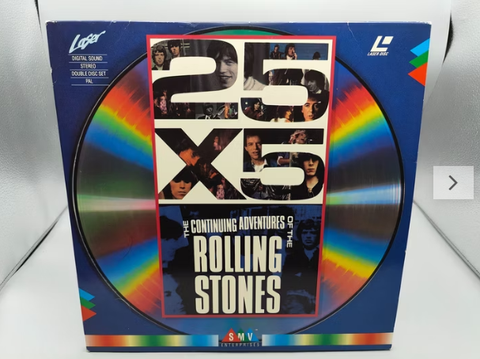 Laser
DIGITAL SOUND
STEREO
DOUBLE DISC SET
PAL
LASER DISC
25
X5
THE CONTINUING ADVENTURES OF THE
ROLLING
STONES
SMV
ENTERPRISES